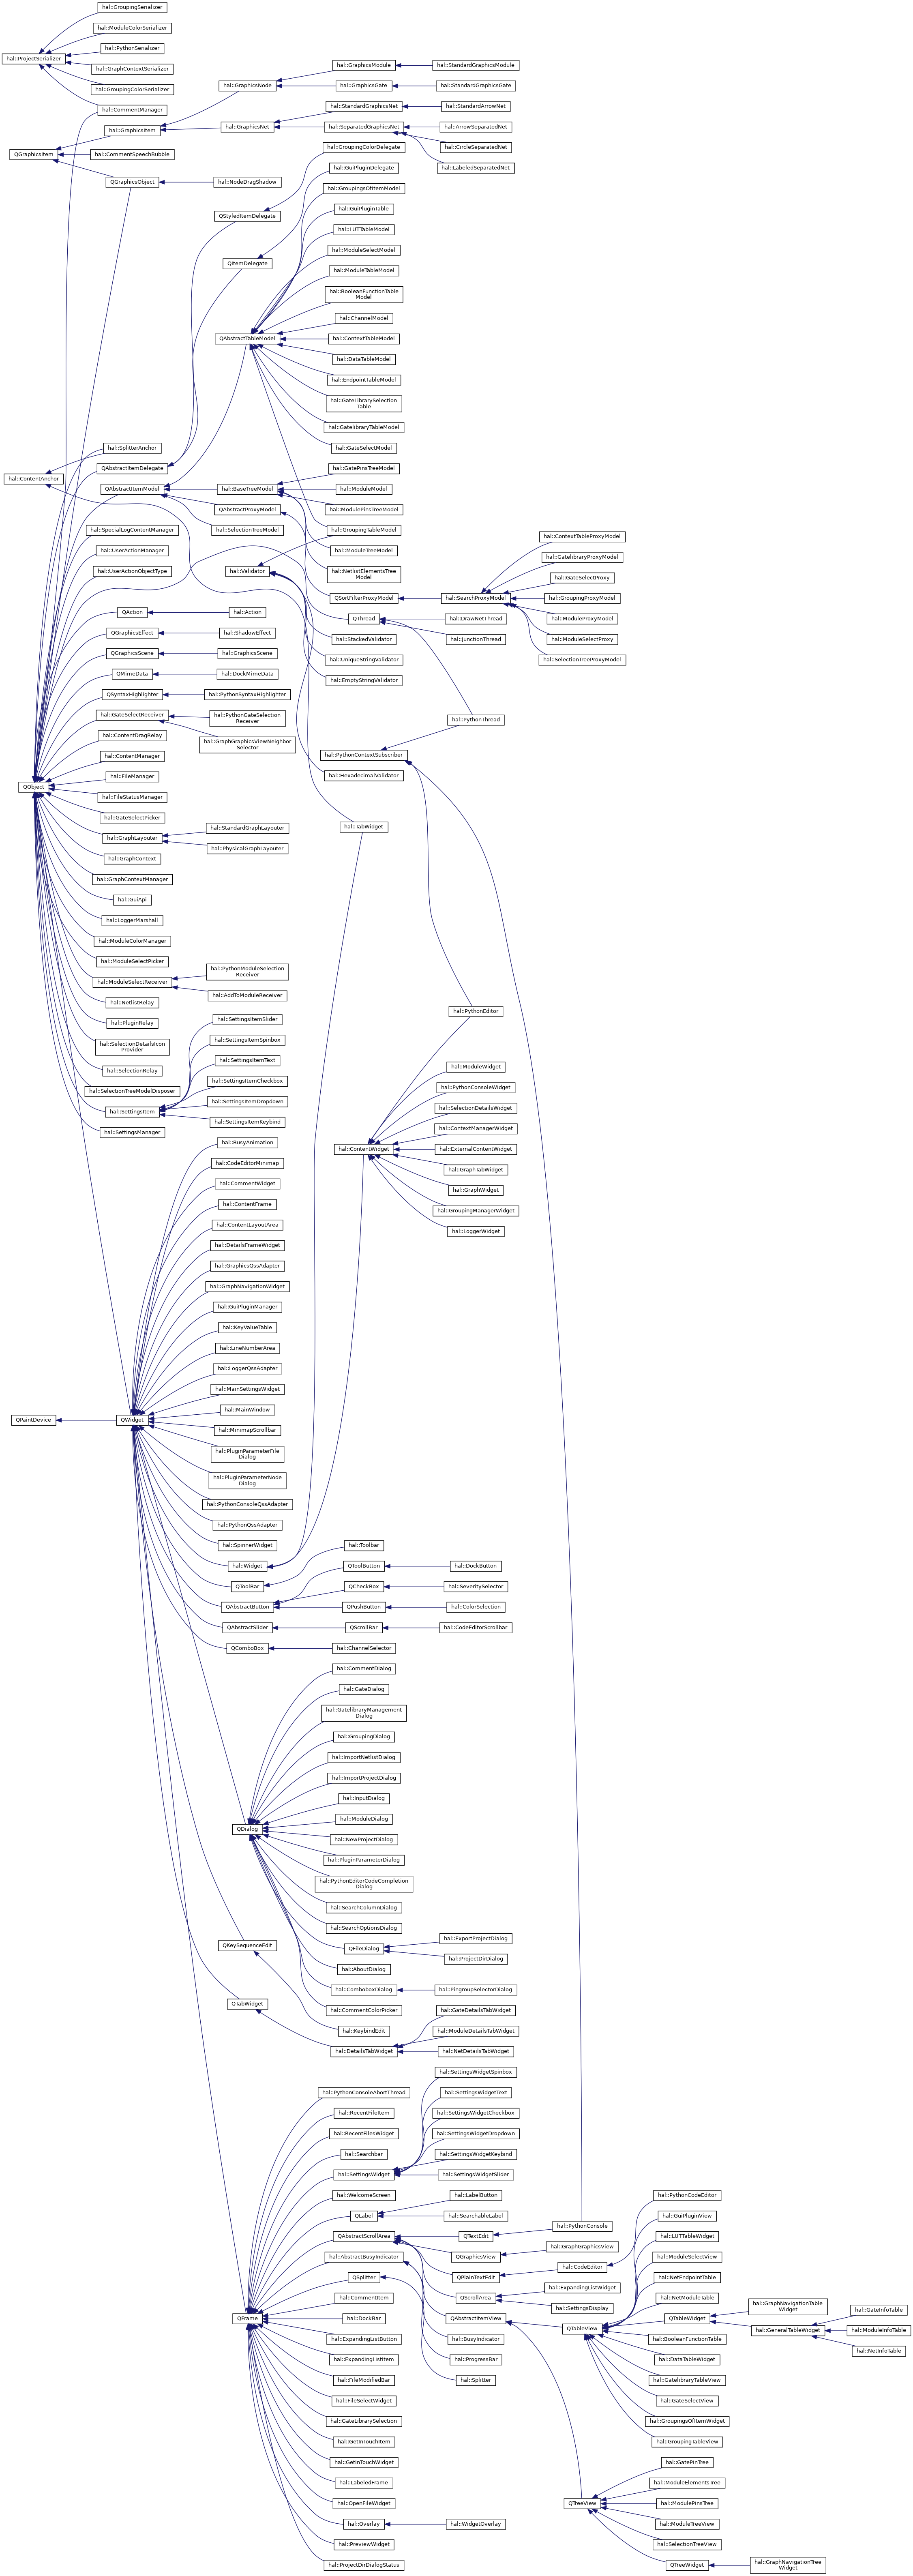 hal::GroupingSerializer
hal::ModuleColorSerializer
hal::PythonSerializer
hal::ProjectSerializer
hal::GraphContextSerializer
hal::GroupingColorSerializer
hal::CommentManager
hal::GraphicsModule
hal::StandardGraphicsModule
hal::GraphicsNode
hal::GraphicsGate
hal::StandardGraphicsGate
hal::StandardGraphicsNet
hal::StandardArrowNet
hal::GraphicsItem
hal::GraphicsNet
hal::SeparatedGraphicsNet
hal::ArrowSeparatedNet
hal::CircleSeparatedNet
hal::LabeledSeparatedNet
QGraphicsItem
hal::CommentSpeechBubble
QGraphicsObject
hal::NodeDragShadow
hal::GroupingColorDelegate
hal::GuiPluginDelegate
QStyledItemDelegate
QItemDelegate
hal::GroupingsOfItemModel
hal::GuiPluginTable
hal::LUTTableModel
hal::ModuleSelectModel
hal::ModuleTableModel
hal::BooleanFunctionTable
Model
hal::ChannelModel
QAbstractTableModel
hal::ContextTableModel
hal::DataTableModel
hal::EndpointTableModel
hal::GateLibrarySelection
Table
hal::GatelibraryTableModel
hal::GateSelectModel
hal::SplitterAnchor
hal::ContentAnchor
QAbstractItemDelegate
QAbstractItemModel
hal::BaseTreeModel
hal::GatePinsTreeModel
hal::ModuleModel
hal::ModulePinsTreeModel
QAbstractProxyModel
hal::SelectionTreeModel
hal::GroupingTableModel
hal::ModuleTreeModel
hal::NetlistElementsTree
Model
hal::Validator
QSortFilterProxyModel
hal::SearchProxyModel
hal::ContextTableProxyModel
hal::GatelibraryProxyModel
hal::GateSelectProxy
hal::GroupingProxyModel
hal::ModuleProxyModel
hal::ModuleSelectProxy
hal::SelectionTreeProxyModel
QThread
hal::DrawNetThread
hal::JunctionThread
hal::StackedValidator
hal::UniqueStringValidator
hal::EmptyStringValidator
hal::PythonThread
hal::PythonContextSubscriber
hal::HexadecimalValidator
hal::TabWidget
hal::SpecialLogContentManager
hal::UserActionManager
hal::UserActionObjectType
QAction
hal::Action
QGraphicsEffect
hal::ShadowEffect
QGraphicsScene
hal::GraphicsScene
QMimeData
hal::DockMimeData
QSyntaxHighlighter
hal::PythonSyntaxHighlighter
hal::GateSelectReceiver
hal::PythonGateSelection
Receiver
hal::GraphGraphicsViewNeighbor
Selector
hal::ContentDragRelay
hal::ContentManager
hal::FileManager
QObject
hal::FileStatusManager
hal::GateSelectPicker
hal::GraphLayouter
hal::StandardGraphLayouter
hal::PhysicalGraphLayouter
hal::GraphContext
hal::GraphContextManager
hal::GuiApi
hal::LoggerMarshall
hal::ModuleColorManager
hal::ModuleSelectPicker
hal::ModuleSelectReceiver
hal::PythonModuleSelection
Receiver
hal::AddToModuleReceiver
hal::NetlistRelay
hal::PluginRelay
hal::SelectionDetailsIcon
Provider
hal::SelectionRelay
hal::SelectionTreeModelDisposer
hal::SettingsItem
hal::SettingsItemSlider
hal::SettingsItemSpinbox
hal::SettingsItemText
hal::SettingsItemCheckbox
hal::SettingsItemDropdown
hal::SettingsItemKeybind
hal::SettingsManager
hal::PythonEditor
hal::ModuleWidget
hal::PythonConsoleWidget
hal::SelectionDetailsWidget
hal::ContextManagerWidget
hal::ContentWidget
hal::ExternalContentWidget
hal::GraphTabWidget
hal::GraphWidget
hal::GroupingManagerWidget
hal::LoggerWidget
hal::BusyAnimation
hal::CodeEditorMinimap
hal::CommentWidget
hal::ContentFrame
hal::ContentLayoutArea
hal::DetailsFrameWidget
hal::GraphicsQssAdapter
hal::GraphNavigationWidget
hal::GuiPluginManager
hal::KeyValueTable
hal::LineNumberArea
hal::LoggerQssAdapter
hal::MainSettingsWidget
hal::MainWindow
QPaintDevice
QWidget
hal::MinimapScrollbar
hal::PluginParameterFile
Dialog
hal::PluginParameterNode
Dialog
hal::PythonConsoleQssAdapter
hal::PythonQssAdapter
hal::SpinnerWidget
hal::Widget
QToolBar
hal::Toolbar
QAbstractButton
QToolButton
hal::DockButton
QCheckBox
hal::SeveritySelector
QPushButton
hal::ColorSelection
QAbstractSlider
QScrollBar
hal::CodeEditorScrollbar
QComboBox
hal::ChannelSelector
hal::CommentDialog
hal::GateDialog
hal::GatelibraryManagement
Dialog
hal::GroupingDialog
hal::ImportNetlistDialog
hal::ImportProjectDialog
hal::InputDialog
hal::ModuleDialog
QDialog
hal::NewProjectDialog
hal::PluginParameterDialog
hal::PythonEditorCodeCompletion
Dialog
hal::SearchColumnDialog
hal::SearchOptionsDialog
QFileDialog
hal::ExportProjectDialog
hal::ProjectDirDialog
hal::AboutDialog
hal::ComboboxDialog
hal::PingroupSelectorDialog
hal::CommentColorPicker
QKeySequenceEdit
hal::KeybindEdit
QTabWidget
hal::DetailsTabWidget
hal::GateDetailsTabWidget
hal::ModuleDetailsTabWidget
hal::NetDetailsTabWidget
hal::PythonConsoleAbortThread
hal::RecentFileItem
hal::RecentFilesWidget
hal::Searchbar
hal::SettingsWidget
hal::SettingsWidgetSpinbox
hal::SettingsWidgetText
hal::SettingsWidgetCheckbox
hal::SettingsWidgetDropdown
hal::SettingsWidgetKeybind
hal::SettingsWidgetSlider
hal::WelcomeScreen
QLabel
hal::LabelButton
hal::SearchableLabel
QAbstractScrollArea
QTextEdit
hal::PythonConsole
QGraphicsView
hal::GraphGraphicsView
QPlainTextEdit
hal::CodeEditor
hal::PythonCodeEditor
QScrollArea
hal::ExpandingListWidget
hal::SettingsDisplay
hal::AbstractBusyIndicator
QAbstractItemView
hal::BusyIndicator
hal::ProgressBar
QSplitter
hal::Splitter
QFrame
hal::CommentItem
hal::DockBar
hal::ExpandingListButton
hal::ExpandingListItem
hal::FileModifiedBar
hal::FileSelectWidget
hal::GateLibrarySelection
hal::GetInTouchItem
hal::GetInTouchWidget
hal::LabeledFrame
hal::OpenFileWidget
hal::Overlay
hal::WidgetOverlay
hal::PreviewWidget
hal::ProjectDirDialogStatus
QTableView
hal::GuiPluginView
hal::LUTTableWidget
hal::ModuleSelectView
hal::NetEndpointTable
hal::NetModuleTable
QTableWidget
hal::GraphNavigationTable
Widget
hal::GeneralTableWidget
hal::GateInfoTable
hal::ModuleInfoTable
hal::NetInfoTable
hal::BooleanFunctionTable
hal::DataTableWidget
hal::GatelibraryTableView
hal::GateSelectView
hal::GroupingsOfItemWidget
hal::GroupingTableView
QTreeView
hal::GatePinTree
hal::ModuleElementsTree
hal::ModulePinsTree
hal::ModuleTreeView
hal::SelectionTreeView
QTreeWidget
hal::GraphNavigationTree
Widget